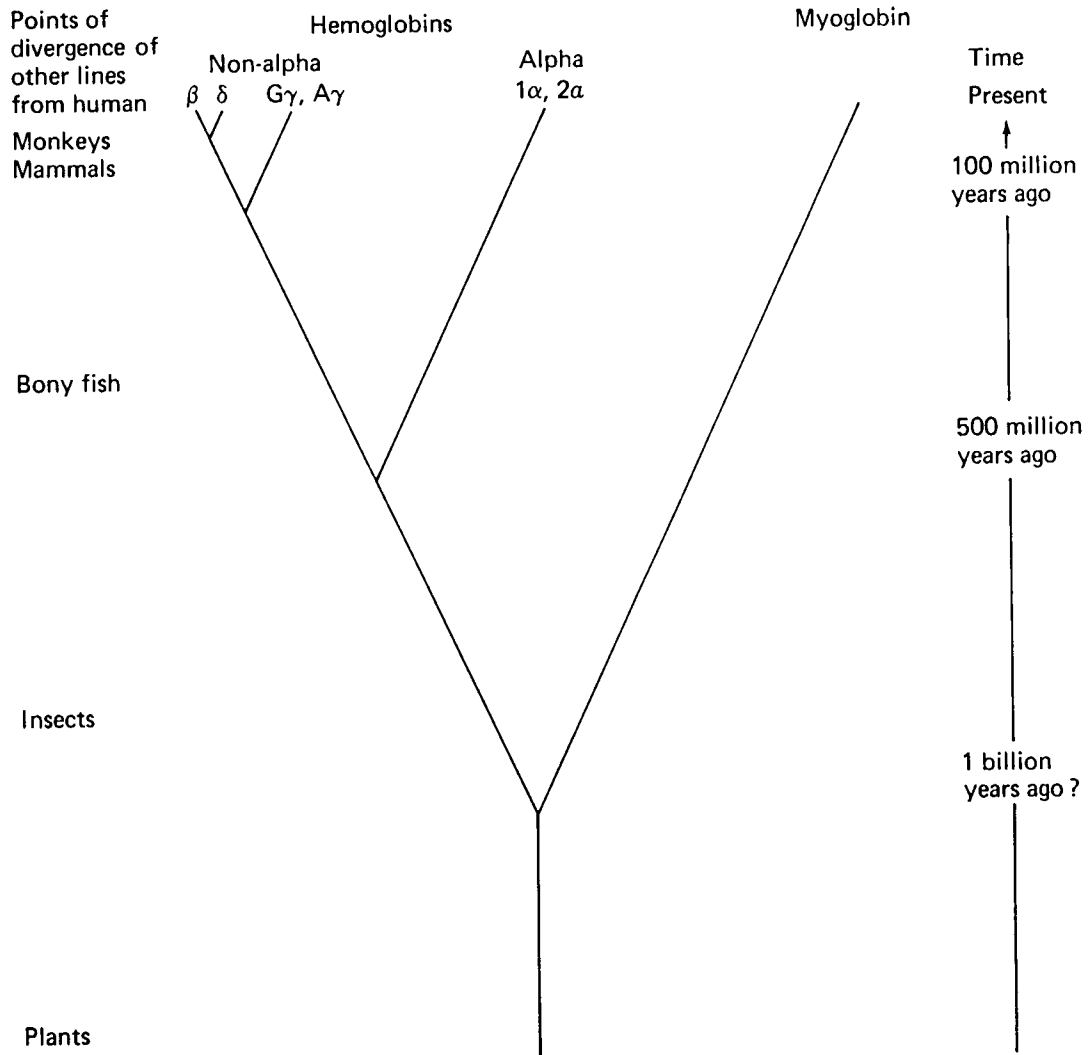 Points of
divergence of
other lines
from human
Hemoglobins
Myoglobin
Non-alpha
Alpha
β δ Gγ, Aγ
1α, 2α
Time
Present
Monkeys
Mammals
100 million
years ago
Bony fish
500 million
years ago
Insects
1 billion
years ago ?
Plants